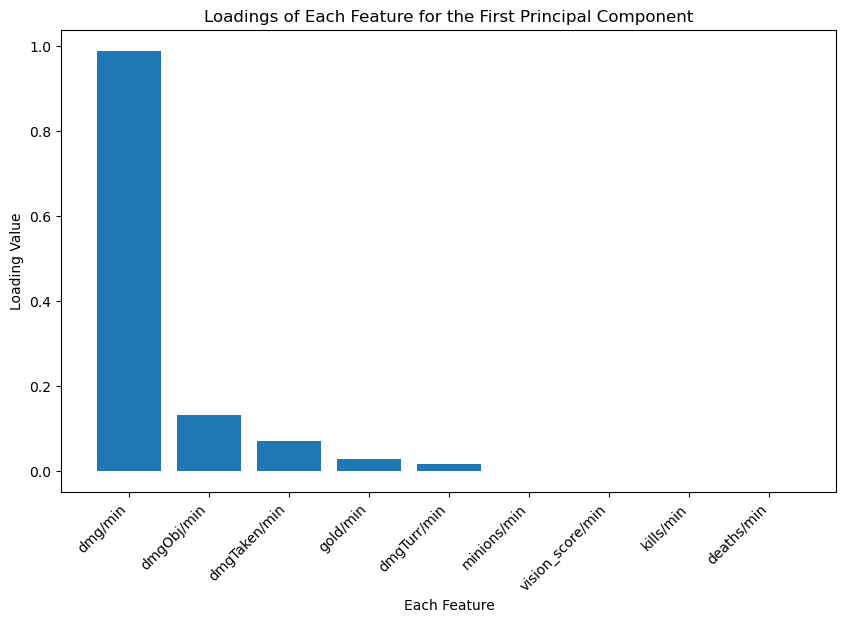 Loadings of Each Feature for the First Principal Component
1.0
0.8
0.6
0.4
0.2
0.0
Loading Value
dmg/min
dmgObj/min
dmgTaken/min
gold/min
dmgTurr/min
minions/min
vision_score/min
kills/min
deaths/min
Each Feature